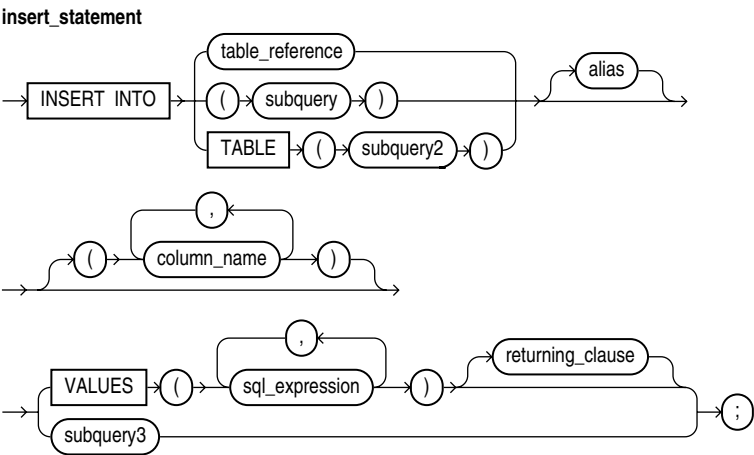 insert_statement
table_reference
alias
INSERT INTO
( subquery )
TABLE ( subquery2 )
,
( column_name )
,
returning_clause
VALUES ( sql_expression )
;
subquery3